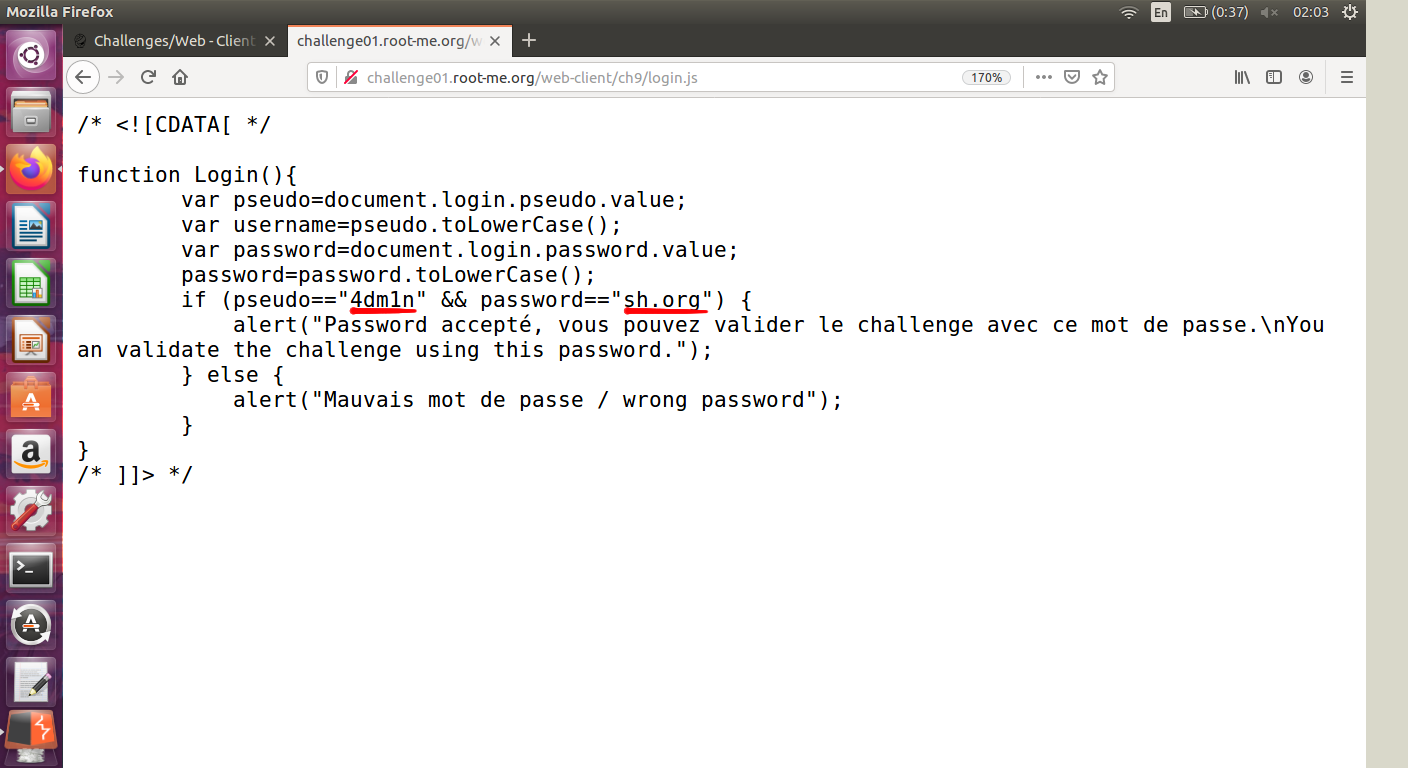 Mozilla Firefox
En
(0:37)
02:03
Challenges/Web - Client
challenge01.root-me.org/w
challenge01.root-me.org/web-client/ch9/login.js
170%
/* <![CDATA[ */
function Login(){
var pseudo=document.login.pseudo.value;
var username=pseudo.toLowerCase();
var password=document.login.password.value;
password=password.toLowerCase();
if (pseudo=="4dm1n" && password=="sh.org") {
alert("Password accepté, vous pouvez valider le challenge avec ce mot de passe.\nYou
an validate the challenge using this password.");
} else {
alert("Mauvais mot de passe / wrong password");
}
}
/* ]]> */